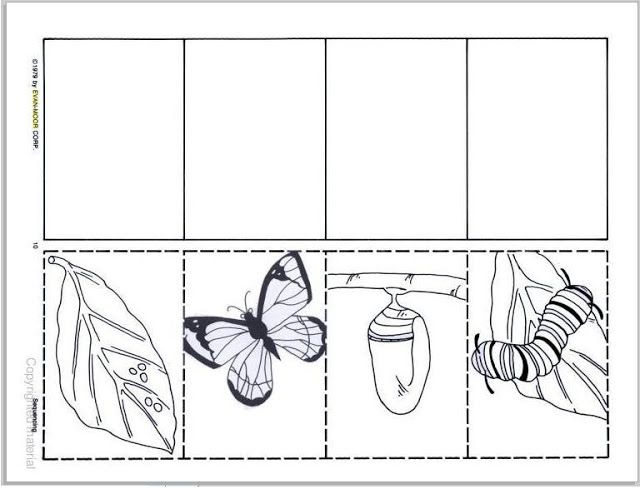 ©1979 by EVAN-MOOR CORP.
10
Sequencing
Copyrighted material